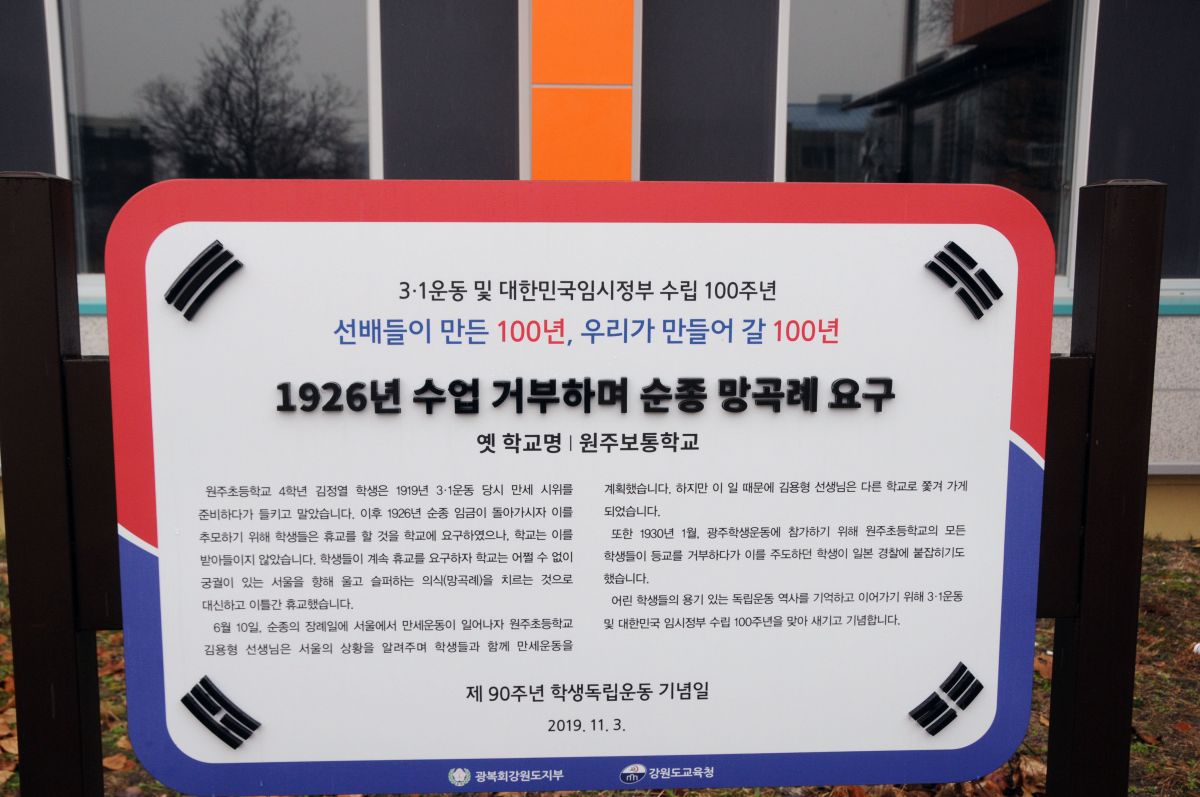 3·1운동 및 대한민국임시정부 수립 100주년
선배들이 만든 100년, 우리가 만들어 갈 100년
1926년 수업 거부하며 순종 망곡례 요구
옛 학교명 | 원주보통학교
원주초등학교 4학년 김정열 학생은 1919년 3·1운동 당시 만세 시위를
준비하다가 들키고 말았습니다. 이후 1926년 순종 임금이 돌아가시자 이를
추모하기 위해 학생들은 휴교를 할 것을 학교에 요구하였으나, 학교는 이를
받아들이지 않았습니다. 학생들이 계속 휴교를 요구하자 학교는 어쩔 수 없이
궁궐이 있는 서울을 향해 울고 슬퍼하는 의식(망곡례)을 치르는 것으로
대신하고 이틀간 휴교했습니다.
6월 10일, 순종의 장례일에 서울에서 만세운동이 일어나자 원주초등학교
김용형 선생님은 서울의 상황을 알려주며 학생들과 함께 만세운동을
계획했습니다. 하지만 이 일 때문에 김용형 선생님은 다른 학교로 쫓겨 가게
되었습니다.
또한 1930년 1월, 광주학생운동에 참가하기 위해 원주초등학교의 모든
학생들이 등교를 거부하다가 이를 주도하던 학생이 일본 경찰에 붙잡히기도
했습니다.
어린 학생들의 용기 있는 독립운동 역사를 기억하고 이어가기 위해 3·1운동
및 대한민국 임시정부 수립 100주년을 맞아 새기고 기념합니다.
제 90주년 학생독립운동 기념일
2019. 11. 3.
광복회강원도지부 강원도교육청